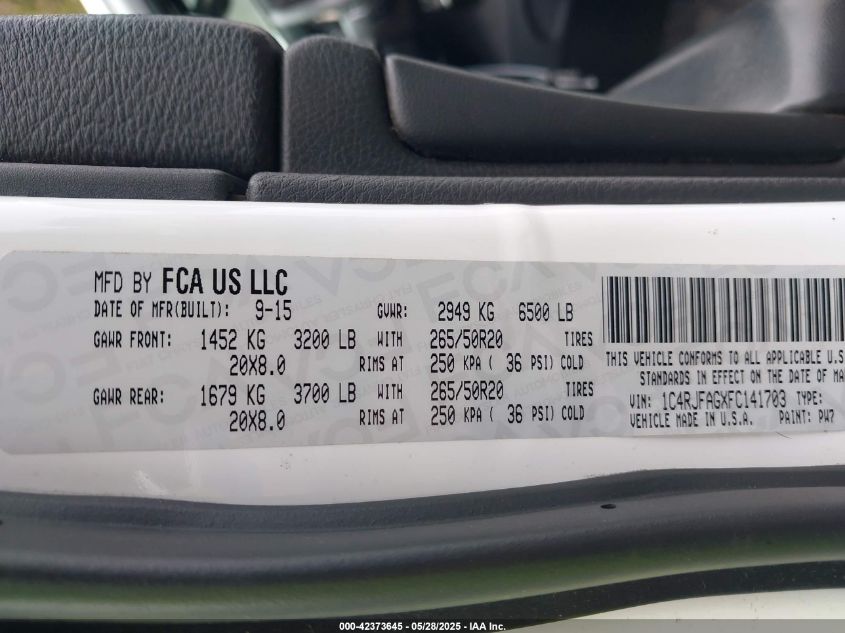 MFD BY FCA US LLC
DATE OF MFR(BUILT): 9-15 GVWR: 2949 KG 6500 LB
GAWR FRONT: 1452 KG 3200 LB WITH 265/50R20 TIRES
20X8.0 RIMS AT 250 KPA ( 36 PSI) COLD
GAWR REAR: 1679 KG 3700 LB WITH 265/50R20 TIRES
20X8.0 RIMS AT 250 KPA ( 36 PSI) COLD
THIS VEHICLE CONFORMS TO ALL APPLICABLE U.S
STANDARDS IN EFFECT ON THE DATE OF MA
VIN: 1C4RJFAGXFC141703 TYPE:
VEHICLE MADE IN U.S.A. PAINT: PW7
000-42373645 - 05/28/2025 - IAA Inc.